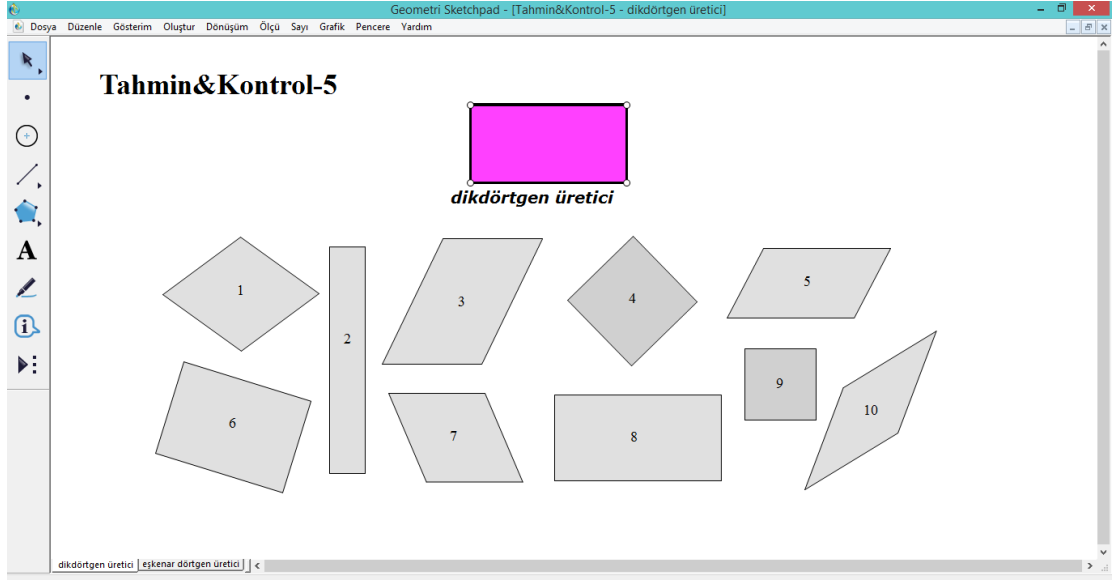 Geometri Sketchpad - [Tahmin&Kontrol-5 - dikdörtgen üretici]
Dosya Düzenle Gösterim Oluştur Dönüşüm Ölçü Sayı Grafik Pencere Yardım
Tahmin&Kontrol-5
dikdörtgen üretici
1
2
3
4
5
6
7
8
9
10
A
dikdörtgen üretici eşkenar dörtgen üretici